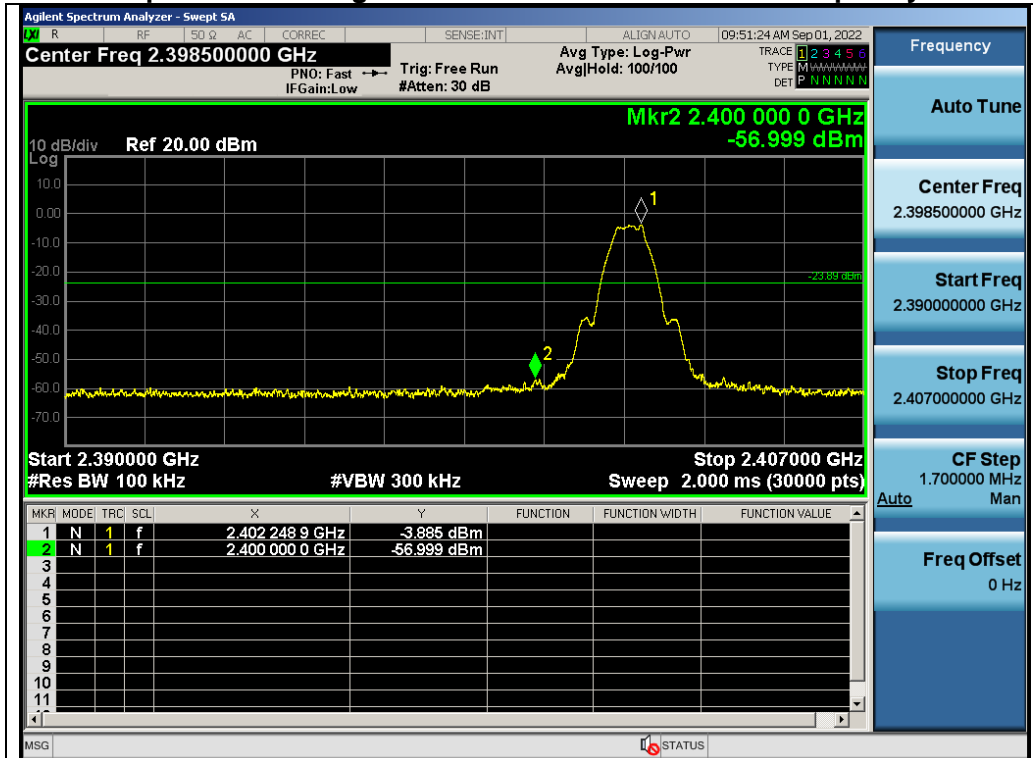 Agilent Spectrum Analyzer - Swept SA
LXI R RF 50 Ω AC CORREC SENSE:INT ALIGN AUTO 09:51:24 AM Sep 01, 2022
Center Freq 2.398500000 GHz
PNO: Fast
IFGain:Low
Trig: Free Run
#Atten: 30 dB
Avg Type: Log-Pwr
Avg|Hold: 100/100
TRACE 1 2 3 4 5 6
TYPE M WWWWW
DET P N N N N N
Mkr2 2.400 000 0 GHz
-56.999 dBm
10 dB/div Ref 20.00 dBm
Log
10.0
0.00
-10.0
-20.0
-30.0
-40.0
-50.0
-60.0
-70.0
1
-23.89 dBm
2
Start 2.390000 GHz Stop 2.407000 GHz
#Res BW 100 kHz #VBW 300 kHz Sweep 2.000 ms (30000 pts)
MKR MODE TRC SCL X Y FUNCTION FUNCTION WIDTH FUNCTION VALUE
1 N 1 f 2.402 248 9 GHz -3.885 dBm
2 N 1 f 2.400 000 0 GHz -56.999 dBm
3
4
5
6
7
8
9
10
11
MSG STATUS
Frequency
Auto Tune
Center Freq
2.398500000 GHz
Start Freq
2.390000000 GHz
Stop Freq
2.407000000 GHz
CF Step
1.700000 MHz
Auto Man
Freq Offset
0 Hz